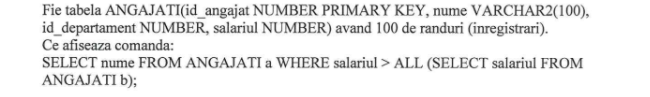 Fie tabela ANGAJATI(id_angajat NUMBER PRIMARY KEY, nume VARCHAR2(100),
id_departament NUMBER, salariul NUMBER) avand 100 de randuri (inregistrari).
Ce afiseaza comanda:
SELECT nume FROM ANGAJATI a WHERE salariul > ALL (SELECT salariul FROM
ANGAJATI b);